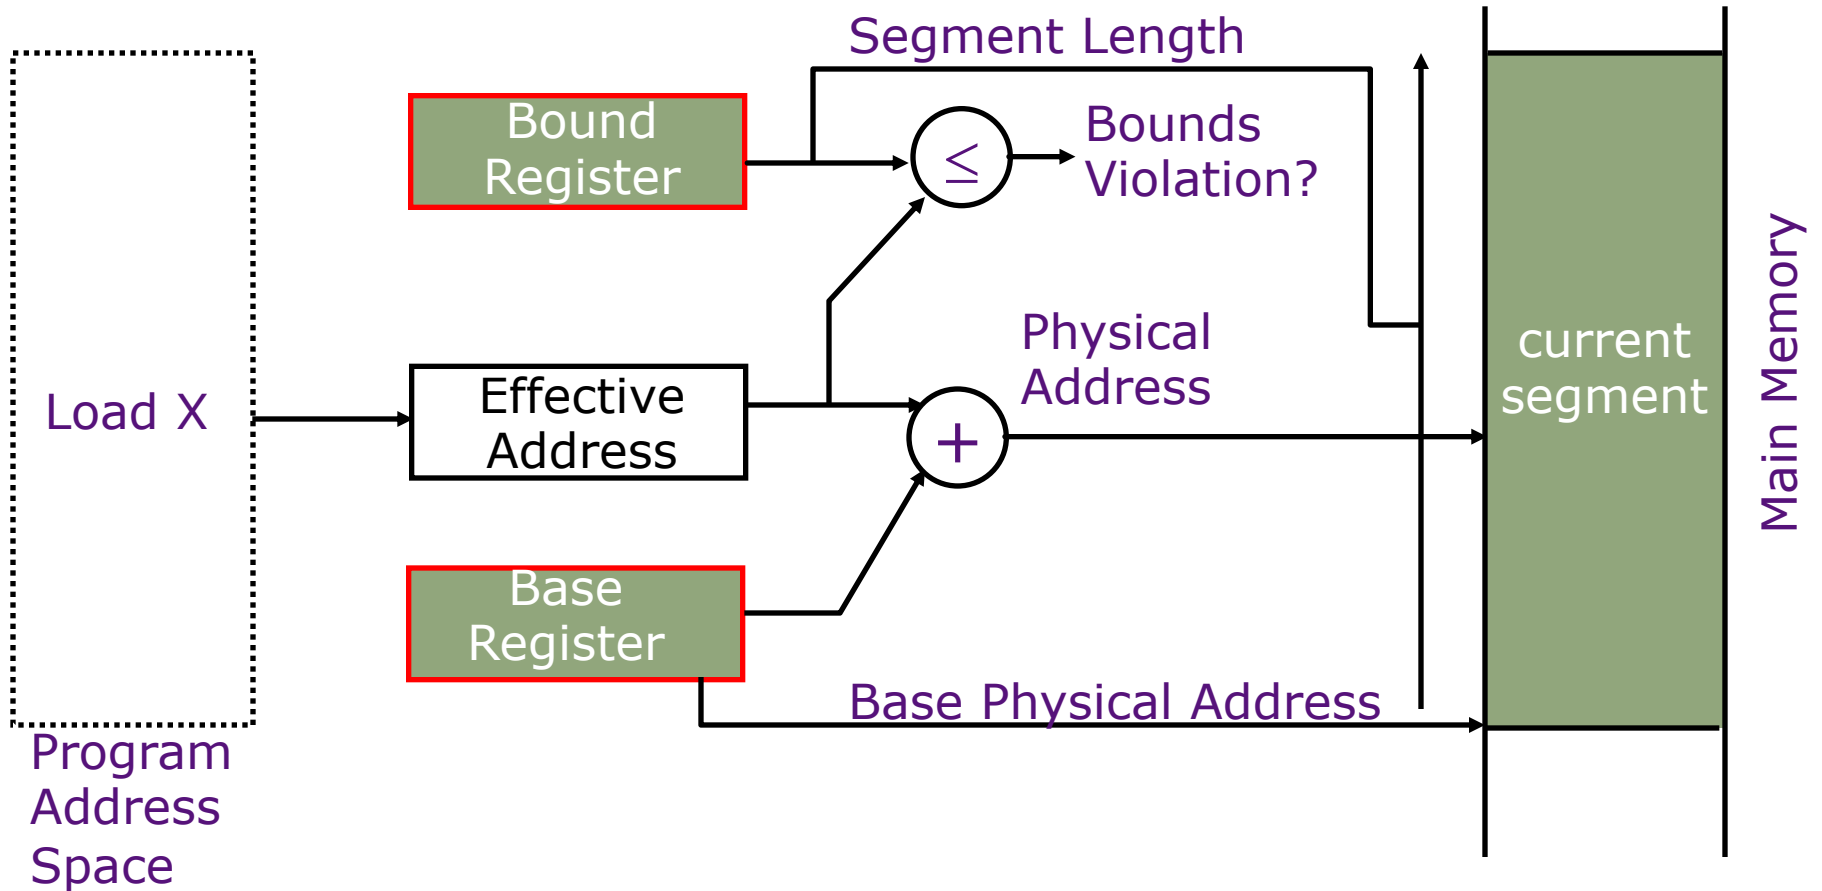 Segment Length
Bound
Register
≤
Bounds
Violation?
Load X
Effective
Address
+
Physical
Address
current
segment
Main Memory
Base
Register
Base Physical Address
Program
Address
Space